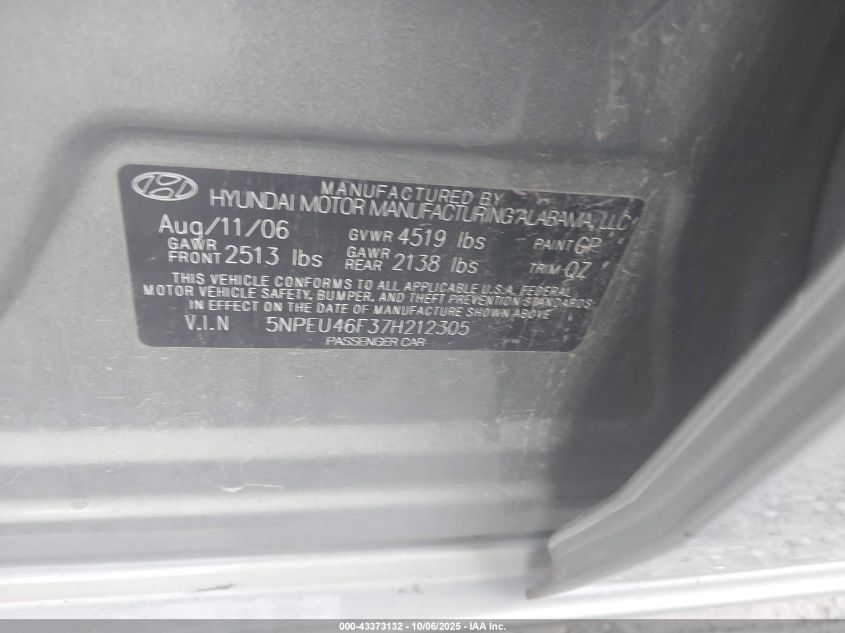 MANUFACTURED BY
HYUNDAI MOTOR MANUFACTURING ALABAMA, LLC
Aug/11/06 GVWR 4519 lbs PAINT GP
GAWR FRONT 2513 lbs GAWR REAR 2138 lbs TRIM QZ
THIS VEHICLE CONFORMS TO ALL APPLICABLE U.S.A. FEDERAL
MOTOR VEHICLE SAFETY, BUMPER, AND THEFT PREVENTION STANDARDS
IN EFFECT ON THE DATE OF MANUFACTURE SHOWN ABOVE
V.I.N 5NPEU46F37H212305
PASSENGER CAR
000-43373132 - 10/06/2025 - IAA Inc.